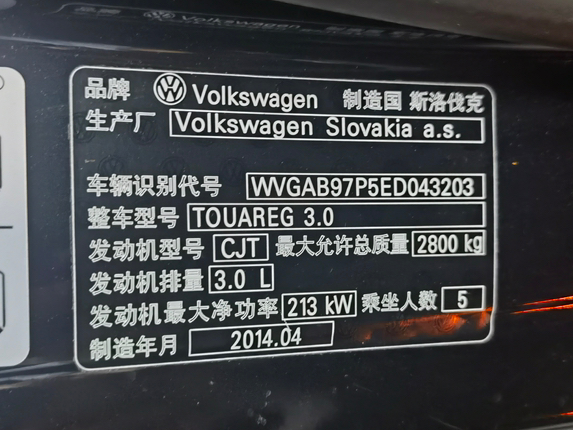 品牌 Volkswagen 制造国 斯洛伐克
生产厂 Volkswagen Slovakia a.s.
车辆识别代号 WVGAB97P5ED043203
整车型号 TOUAREG 3.0
发动机型号 CJT 最大允许总质量 2800 kg
发动机排量 3.0 L
发动机最大净功率 213 kW 乘坐人数 5
制造年月 2014.04